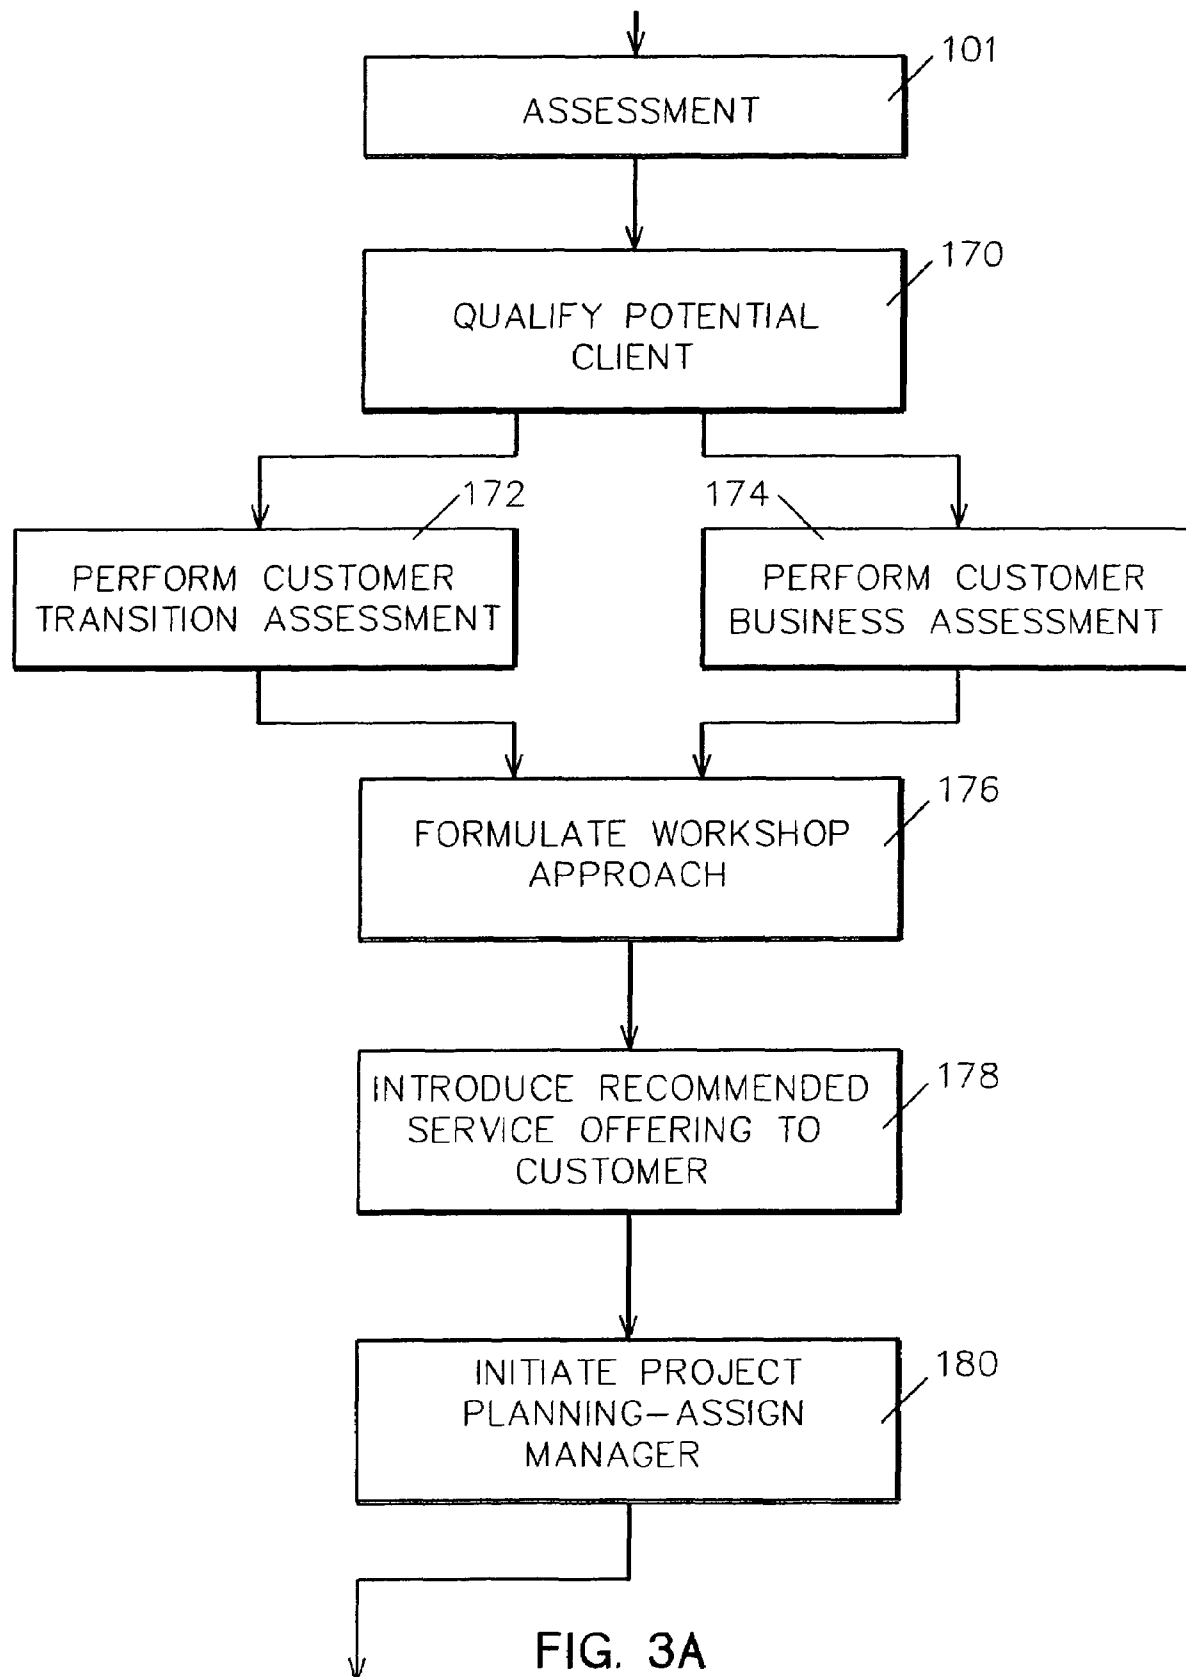 101
ASSESSMENT
170
QUALIFY POTENTIAL
CLIENT
172
174
PERFORM CUSTOMER
TRANSITION ASSESSMENT
PERFORM CUSTOMER
BUSINESS ASSESSMENT
176
FORMULATE WORKSHOP
APPROACH
178
INTRODUCE RECOMMENDED
SERVICE OFFERING TO
CUSTOMER
180
INITIATE PROJECT
PLANNING–ASSIGN
MANAGER
FIG. 3A